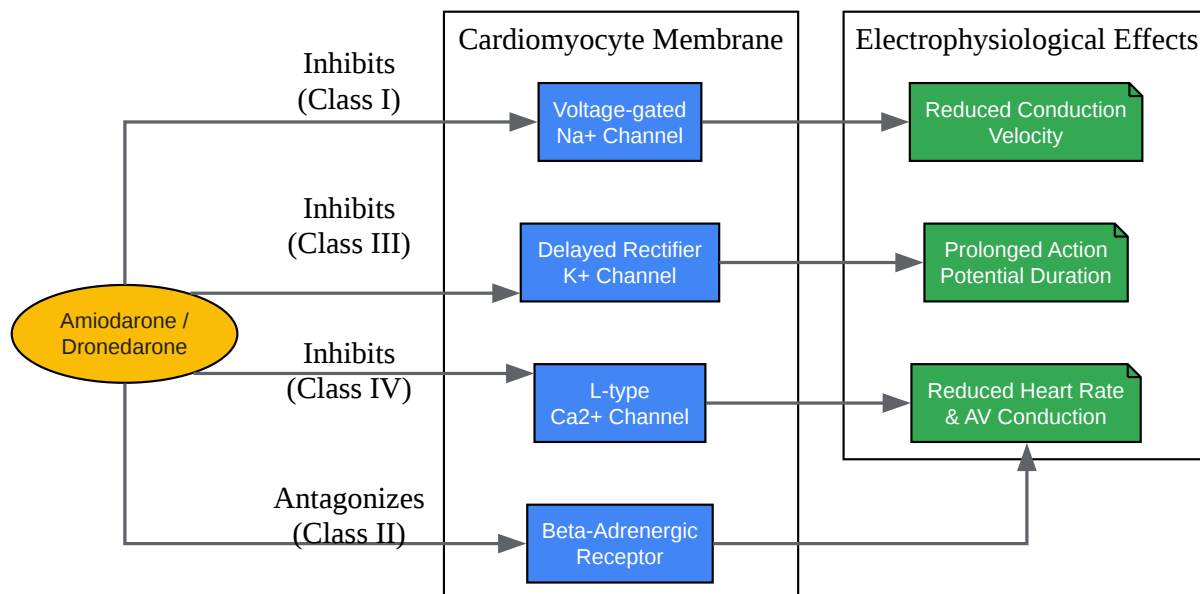 Cardiomyocyte Membrane
Electrophysiological Effects
Inhibits
(Class I)
Voltage-gated
Na+ Channel
Reduced Conduction
Velocity
Inhibits
(Class III)
Delayed Rectifier
K+ Channel
Prolonged Action
Potential Duration
Amiodarone /
Dronedarone
Inhibits
(Class IV)
L-type
Ca2+ Channel
Reduced Heart Rate
& AV Conduction
Antagonizes
(Class II)
Beta-Adrenergic
Receptor